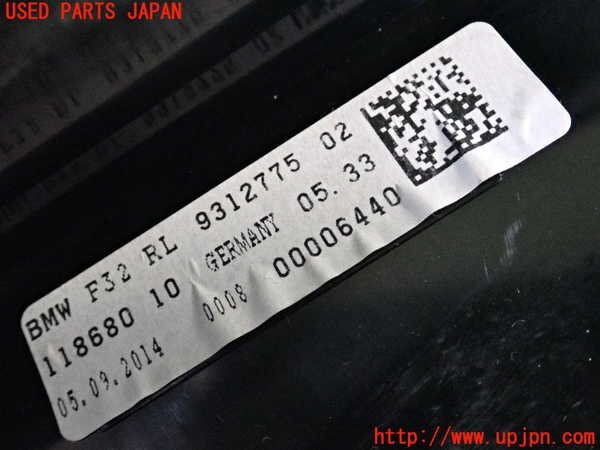 USED PARTS JAPAN
BMW F32 RL 9312775 02
118680 10 GERMANY 05.33
05.09.2014 0008 00006440
http://www.upjpn.com/